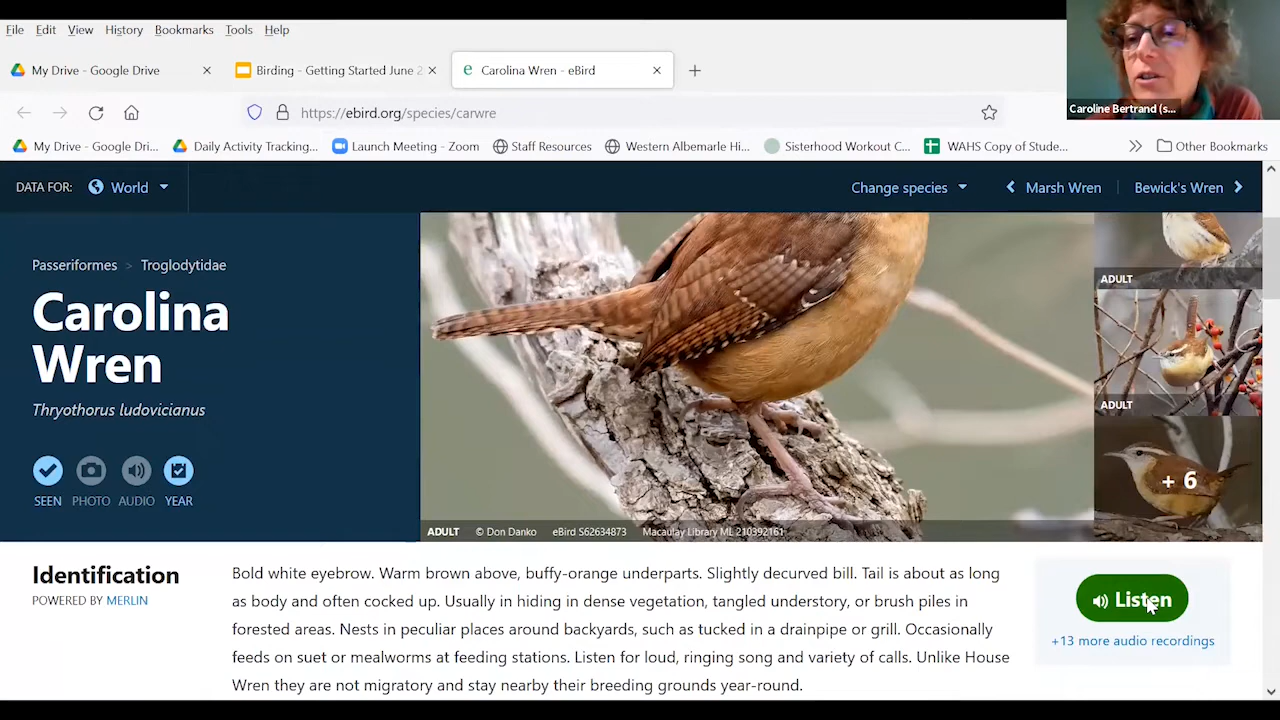 File Edit View History Bookmarks Tools Help
My Drive - Google Drive
Birding - Getting Started June 2
Carolina Wren - eBird
https://ebird.org/species/carwre
Caroline Bertrand (s...
My Drive - Google Dri...
Daily Activity Tracking...
Launch Meeting - Zoom
Staff Resources
Western Albemarle Hi...
Sisterhood Workout C...
WAHS Copy of Stude...
Other Bookmarks
DATA FOR: World
Change species
Marsh Wren
Bewick's Wren
Passeriformes > Troglodytidae
Carolina
Wren
Thryothorus ludovicianus
SEEN PHOTO AUDIO YEAR
ADULT © Don Danko eBird S62634873 Macaulay Library ML 210392161
ADULT
ADULT
+ 6
Identification
POWERED BY MERLIN
Bold white eyebrow. Warm brown above, buffy-orange underparts. Slightly decurved bill. Tail is about as long
as body and often cocked up. Usually in hiding in dense vegetation, tangled understory, or brush piles in
forested areas. Nests in peculiar places around backyards, such as tucked in a drainpipe or grill. Occasionally
feeds on suet or mealworms at feeding stations. Listen for loud, ringing song and variety of calls. Unlike House
Wren they are not migratory and stay nearby their breeding grounds year-round.
Listen
+13 more audio recordings